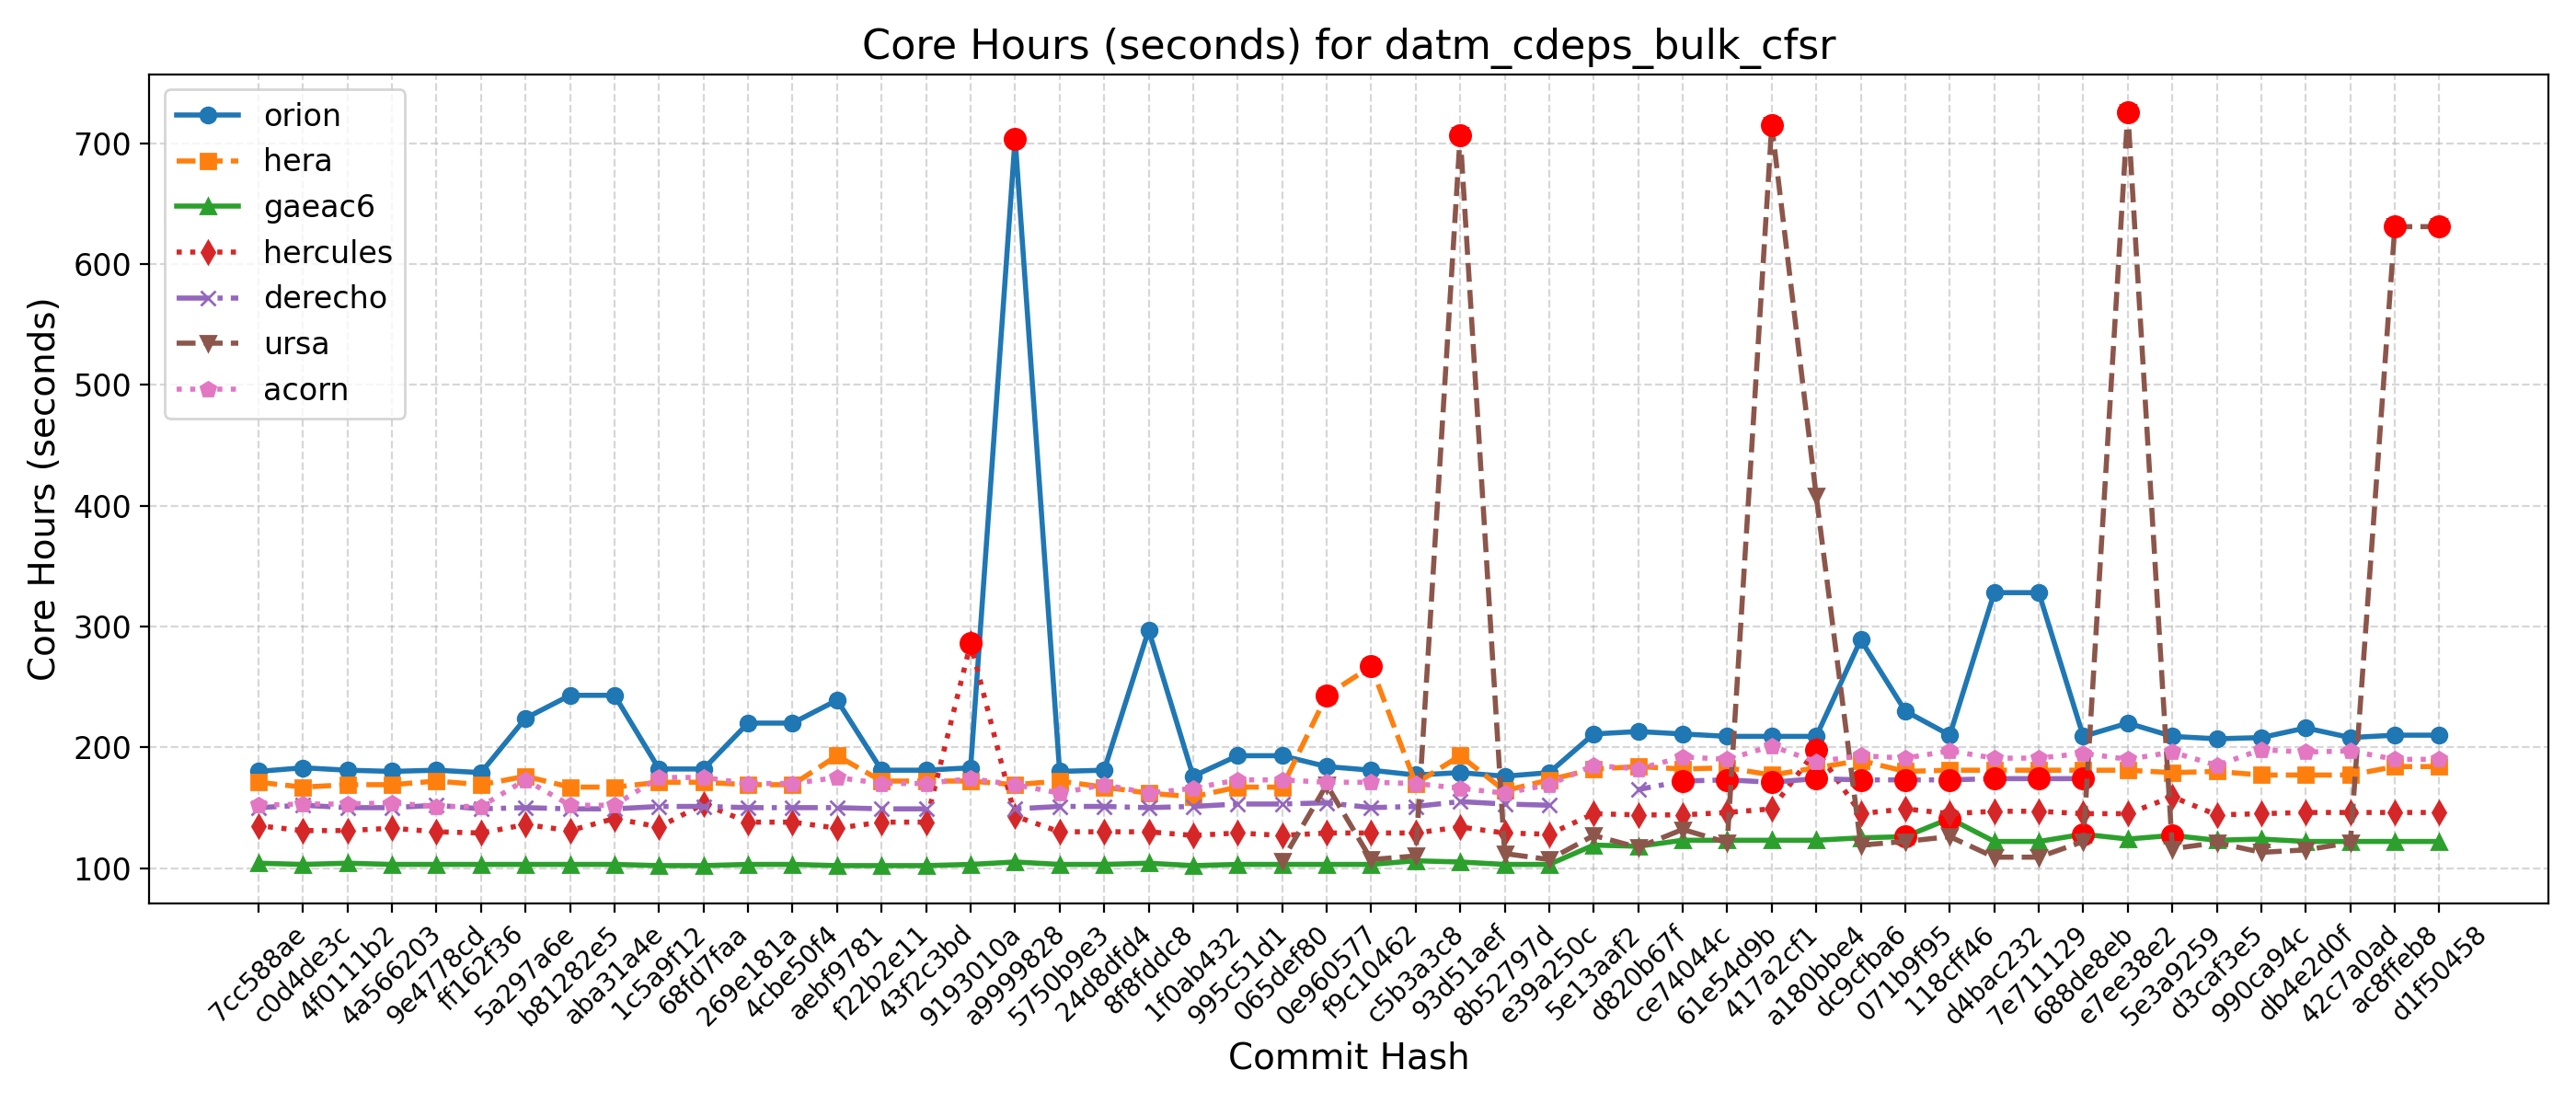 Core Hours (seconds) for datm_cdeps_bulk_cfsr
Core Hours (seconds)
700
600
500
400
300
200
100
orion
hera
gaeac6
hercules
derecho
ursa
acorn
7cc588ae
c0d4de3c
4f0111b2
4a566203
9e4778cd
ff162f36
5a297a6e
b81282e5
aba31a4e
1c5a9f12
68fd7faa
269e181a
4cbe50f4
aebf9781
f22b2e11
43f2c3bd
9193010a
a9999828
5750b9e3
24d8dfd4
8f8fddc8
1f0ab432
995c51d1
065def80
0e960577
f9c10462
c5b3a3c8
93d51aef
8b52797d
e39a250c
5e13aaf2
d820b67f
ce74044c
61e54d9b
417a2cf1
a180bbe4
dc9cfba6
071b9f95
118cff46
d4bac232
7e711129
688de8eb
e7ee38e2
5e3a9259
d3caf3e5
990ca94c
db4e2d0f
42c7a0ad
ac8ffeb8
d1f50458
Commit Hash